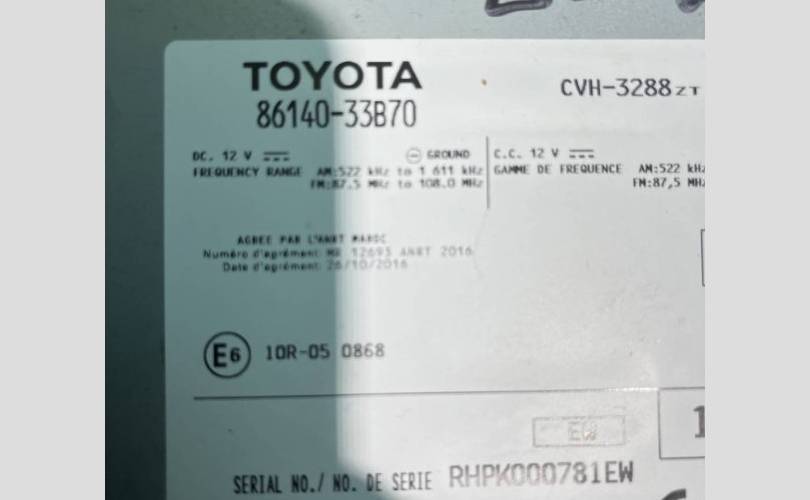 TOYOTA
86140-33B70
CVH-3288ZT
DC. 12 V
GROUND
FREQUENCY RANGE AM:522 kHz to 1 611 kHz
FM:87.5 MHz to 108.0 MHz
C.C. 12 V
GAMME DE FREQUENCE AM:522 kHz
FM:87,5 MHz
AGREE PAR L'ANRT MAROC
Numéro d'agrément: MR 12695 ANRT 2016
Date d'agrément: 26/10/2016
E6 10R-05 0868
EW
1
SERIAL NO./ NO. DE SERIE RHPK000781EW